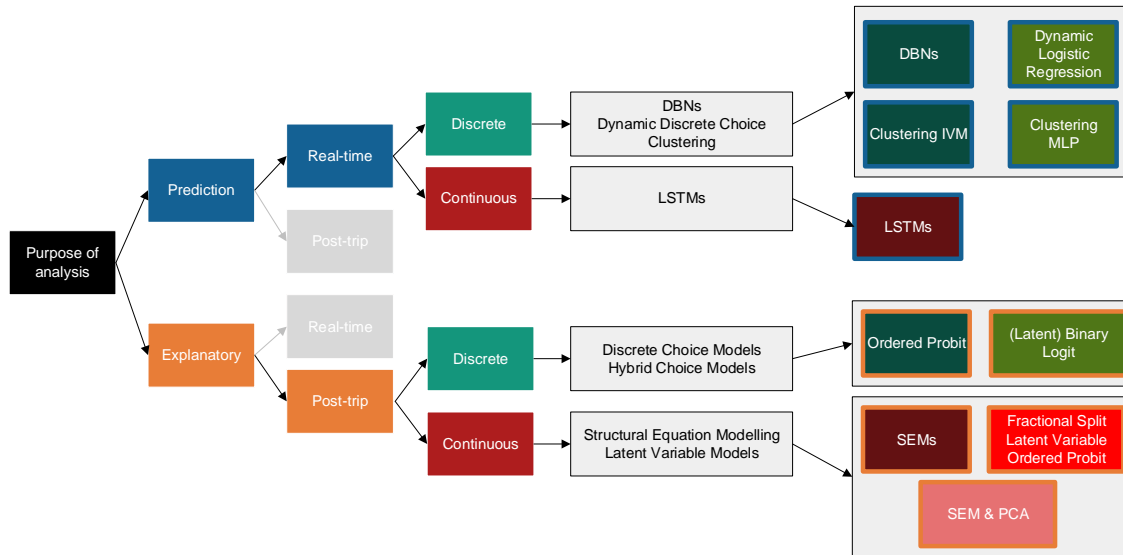 Purpose of
analysis
Prediction
Explanatory
Real-time
Post-trip
Real-time
Post-trip
Discrete
Continuous
Discrete
Continuous
DBNs
Dynamic Discrete Choice
Clustering
LSTMs
Discrete Choice Models
Hybrid Choice Models
Structural Equation Modelling
Latent Variable Models
DBNs
Dynamic
Logistic
Regression
Clustering IVM
Clustering
MLP
LSTMs
Ordered Probit
(Latent) Binary
Logit
SEMs
Fractional Split
Latent Variable
Ordered Probit
SEM & PCA